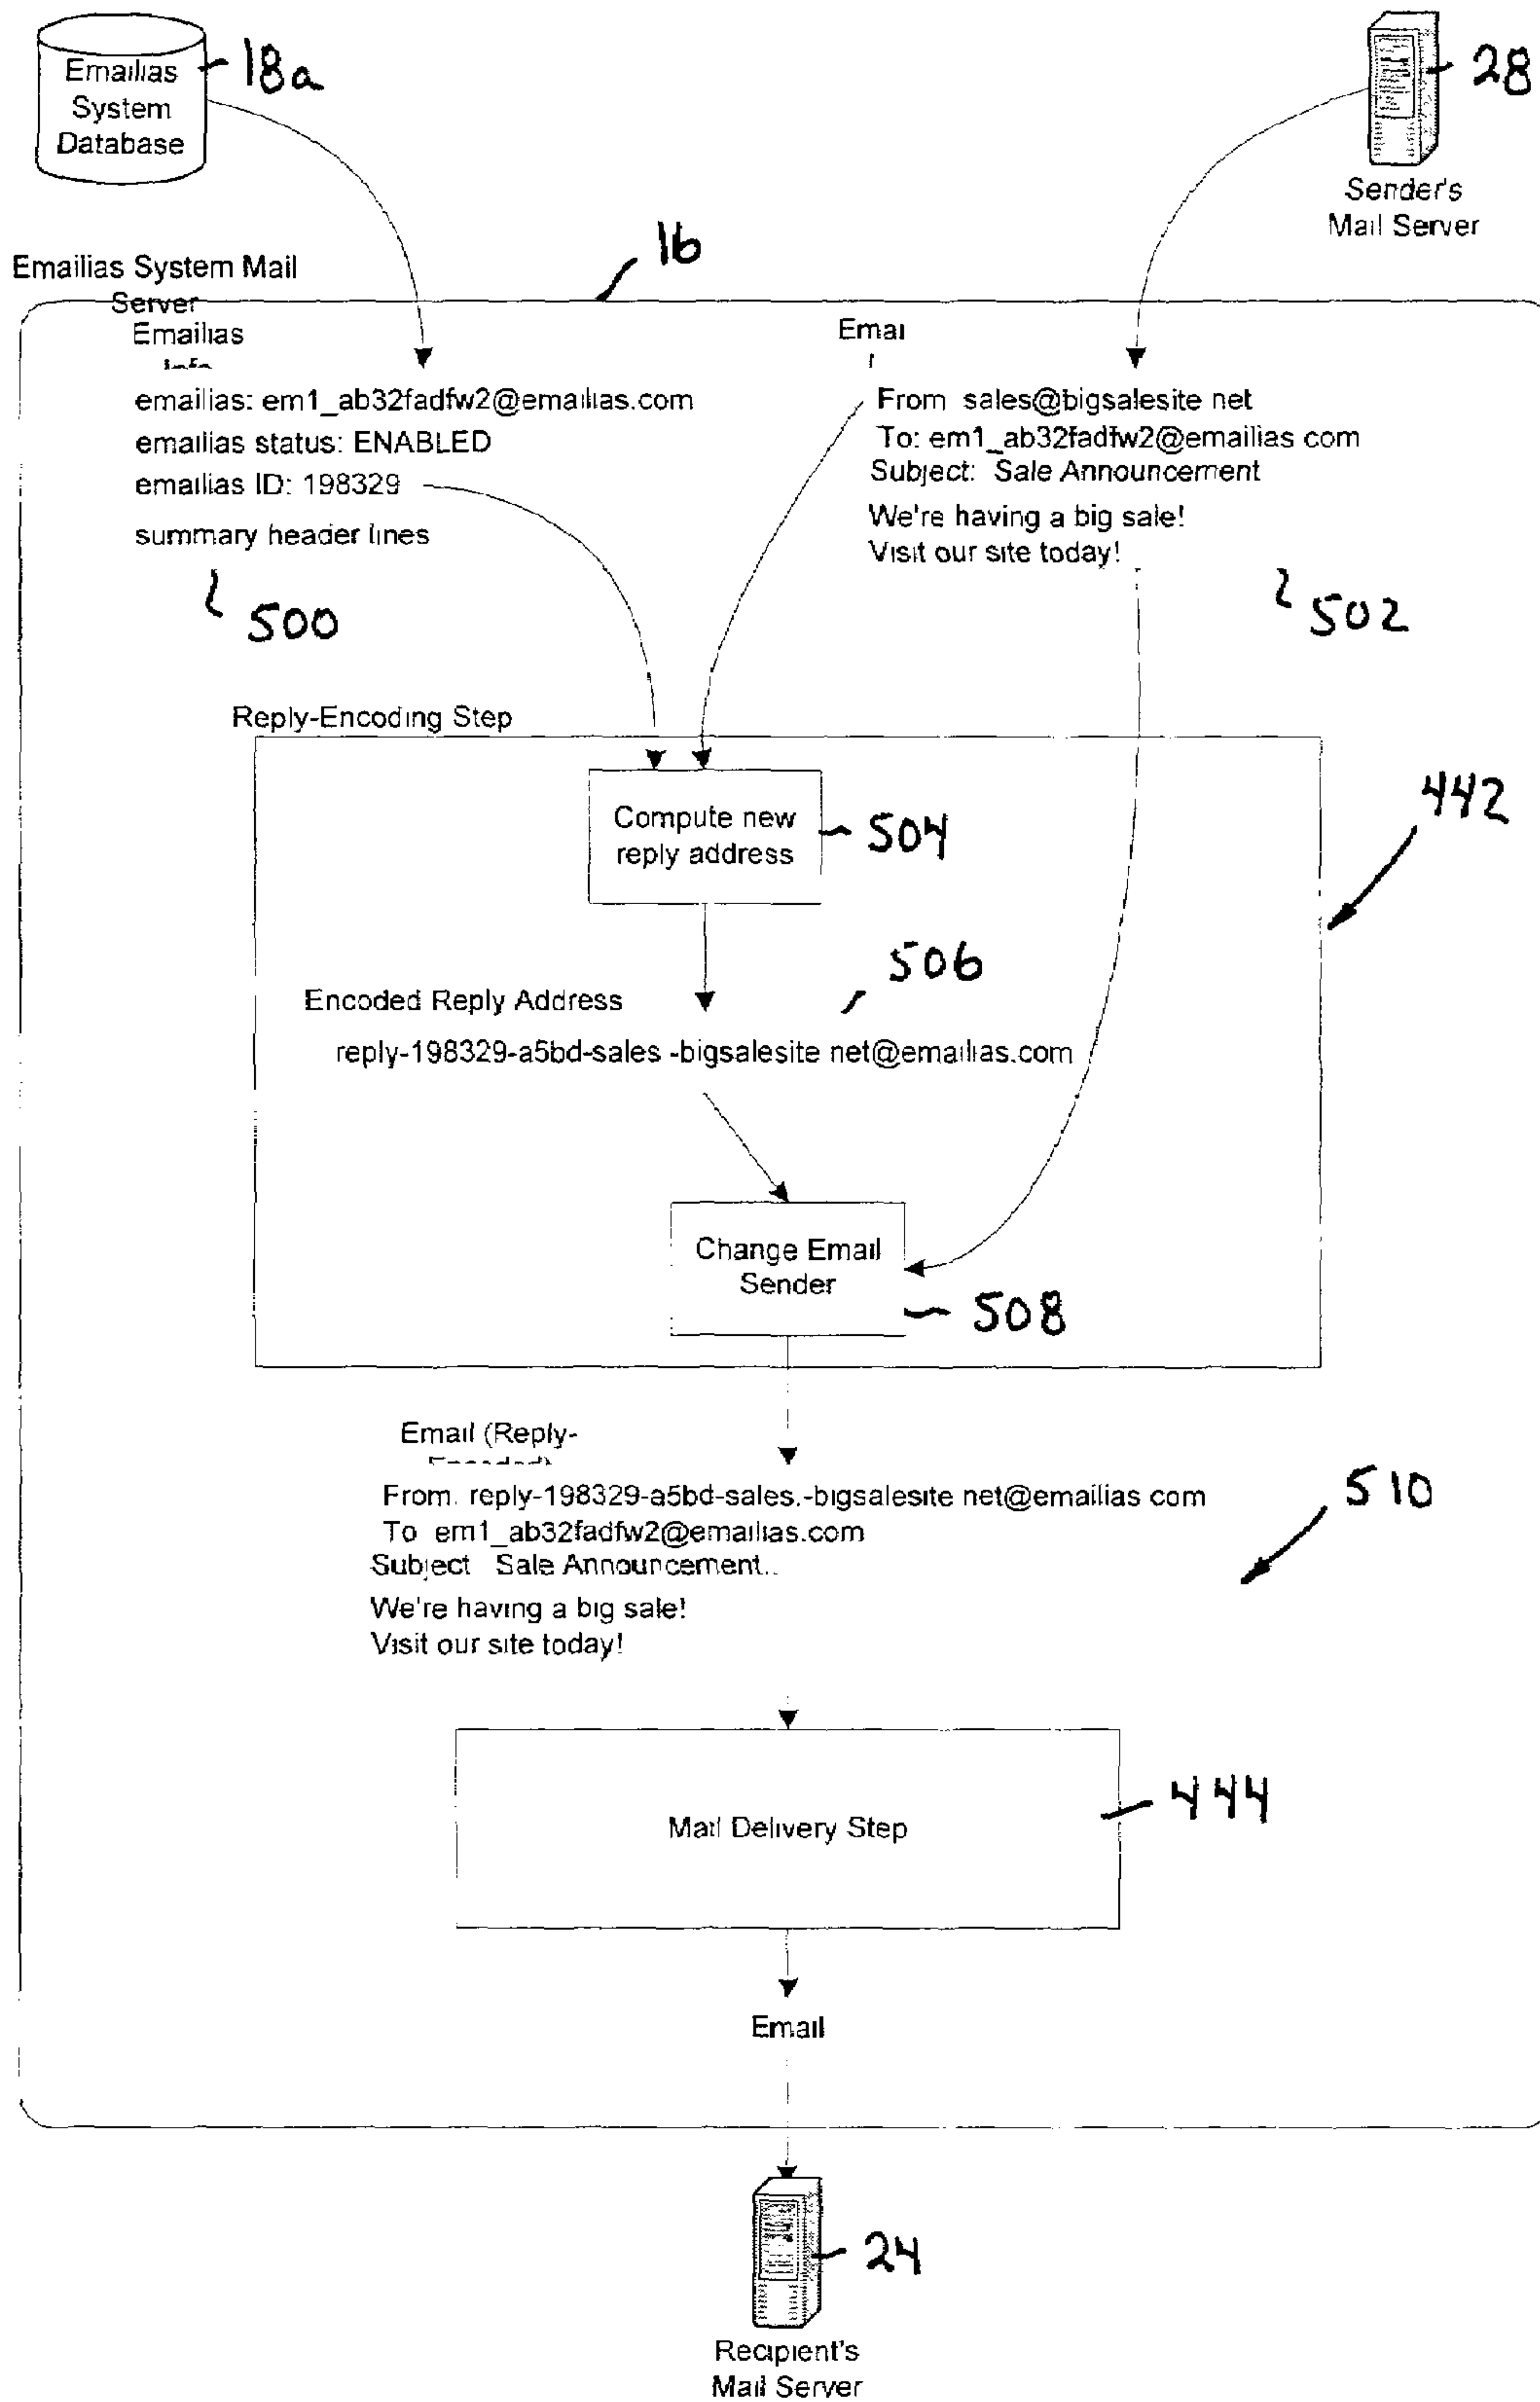 Emailias
System
Database
18a
28
Sender's
Mail Server
16
Emailias System Mail
Server
Emailias
Info
Emai
emailias: em1_ab32fadfw2@emailias.com
emailias status: ENABLED
emailias ID: 198329
summary header lines
500
From sales@bigsalesite net
To: em1_ab32fadfw2@emailias com
Subject: Sale Announcement
We're having a big sale!
Visit our site today!
502
Reply-Encoding Step
Compute new
reply address
504
442
506
Encoded Reply Address
reply-198329-a5bd-sales -bigsalesite net@emailias.com
Change Email
Sender
508
Email (Reply-
Encoded)
From. reply-198329-a5bd-sales.-bigsalesite net@emailias com
To em1_ab32fadfw2@emailias.com
Subject Sale Announcement..
We're having a big sale!
Visit our site today!
510
Mail Delivery Step
444
Email
24
Recipient's
Mail Server